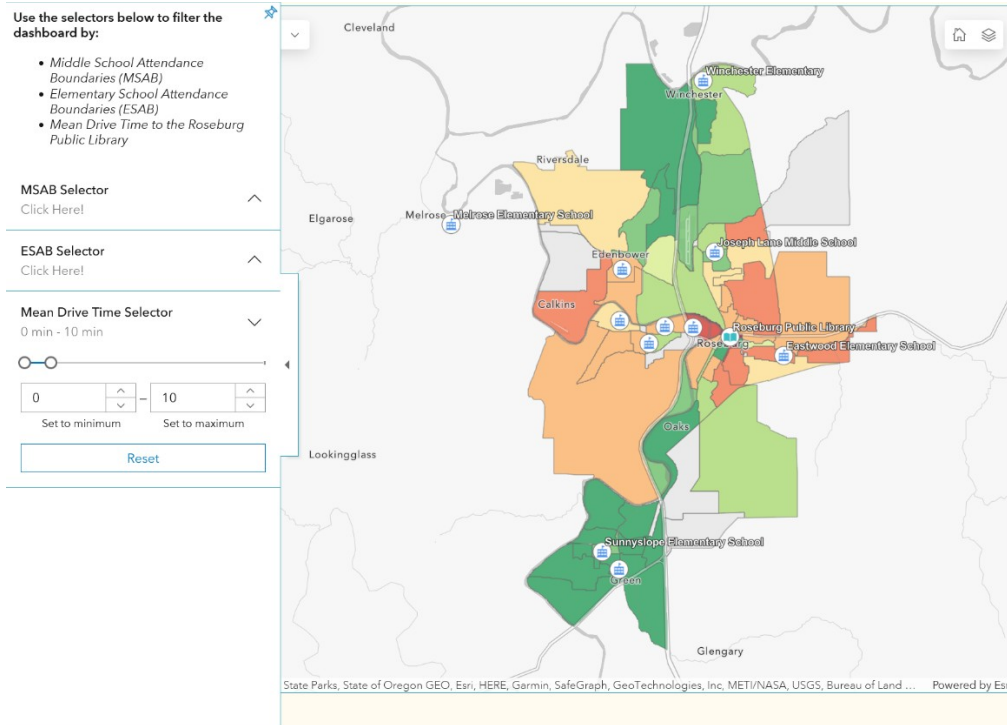 Use the selectors below to filter the
dashboard by:
• Middle School Attendance
Boundaries (MSAB)
• Elementary School Attendance
Boundaries (ESAB)
• Mean Drive Time to the Roseburg
Public Library
MSAB Selector
Click Here!
ESAB Selector
Click Here!
Mean Drive Time Selector
0 min - 10 min
0 – 10
Set to minimum Set to maximum
Reset
Cleveland
Winchester Elementary
Winchester
Riversdale
Elgarose
Melrose Melrose Elementary School
Joseph Lane Middle School
Edenbower
Calkins
Roseburg Public Library
Roseburg
Eastwood Elementary School
Oaks
Lookingglass
Sunnyslope Elementary School
Green
Glengary
State Parks, State of Oregon GEO, Esri, HERE, Garmin, SafeGraph, GeoTechnologies, Inc, METI/NASA, USGS, Bureau of Land ... Powered by Esri